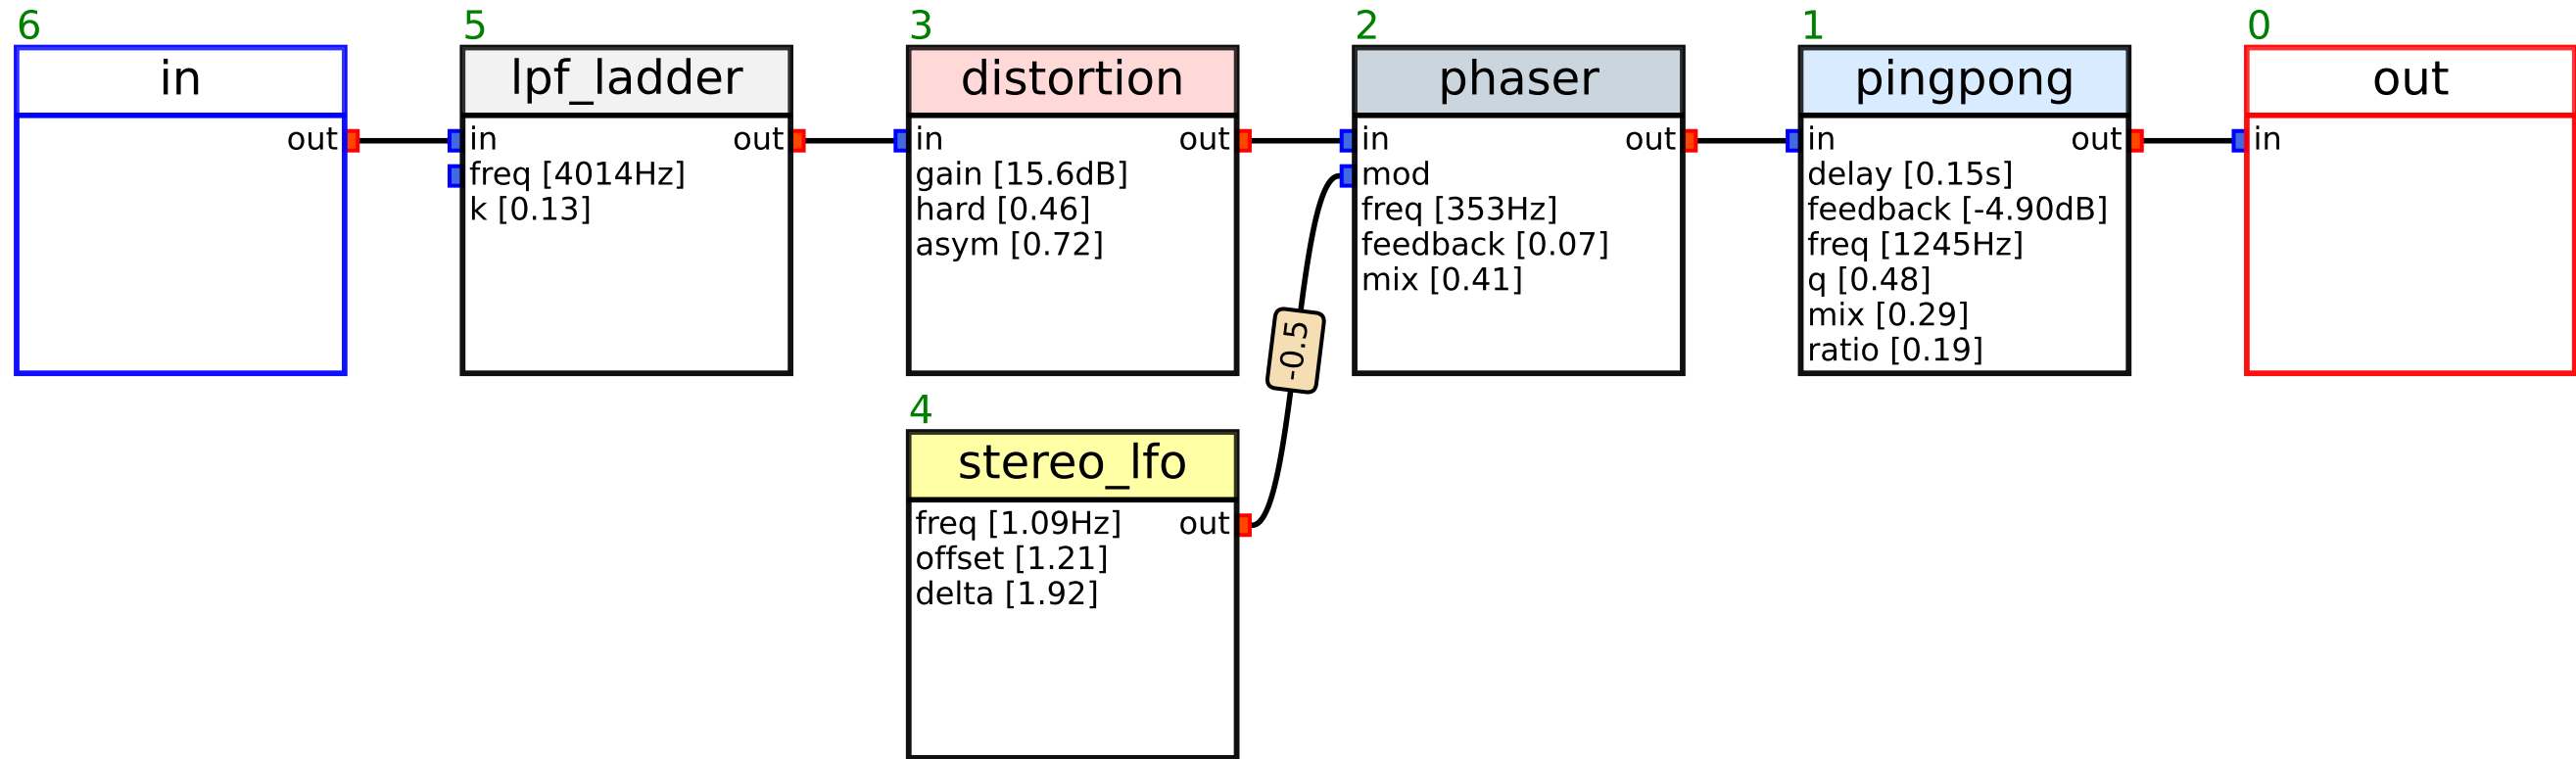 6
in
out
5
lpf_ladder
in out
freq [4014Hz]
k [0.13]
3
distortion
in out
gain [15.6dB]
hard [0.46]
asym [0.72]
2
phaser
in out
mod
freq [353Hz]
feedback [0.07]
mix [0.41]
1
pingpong
in out
delay [0.15s]
feedback [-4.90dB]
freq [1245Hz]
q [0.48]
mix [0.29]
ratio [0.19]
0
out
in
-0.5
4
stereo_lfo
freq [1.09Hz] out
offset [1.21]
delta [1.92]